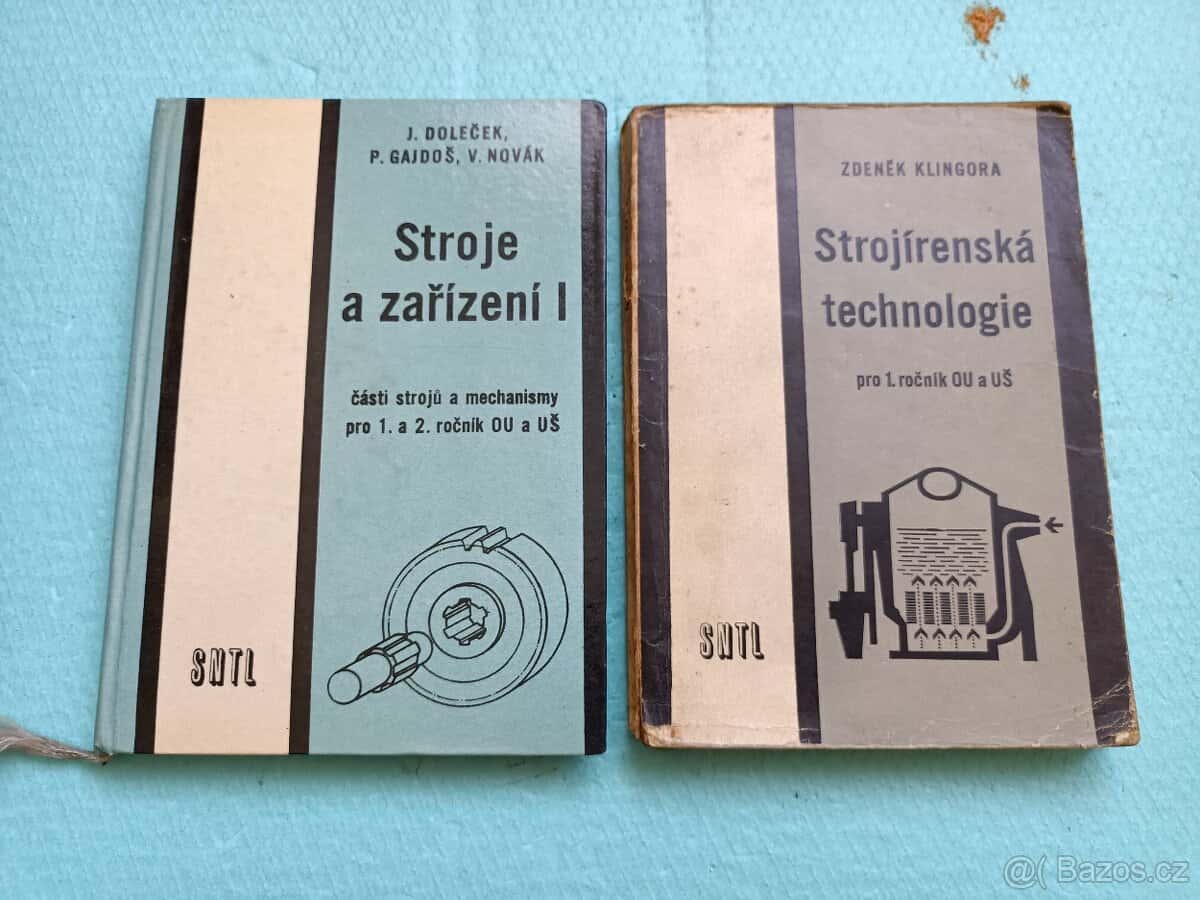 J. DOLEČEK,
P. GAJDOŠ, V. NOVÁK
Stroje
a zařízení I
části strojů a mechanismy
pro 1. a 2. ročník OU a UŠ
SNTL
ZDENĚK KLINGORA
Strojírenská
technologie
pro 1. ročník OU a UŠ
SNTL
@( Bazos.cz